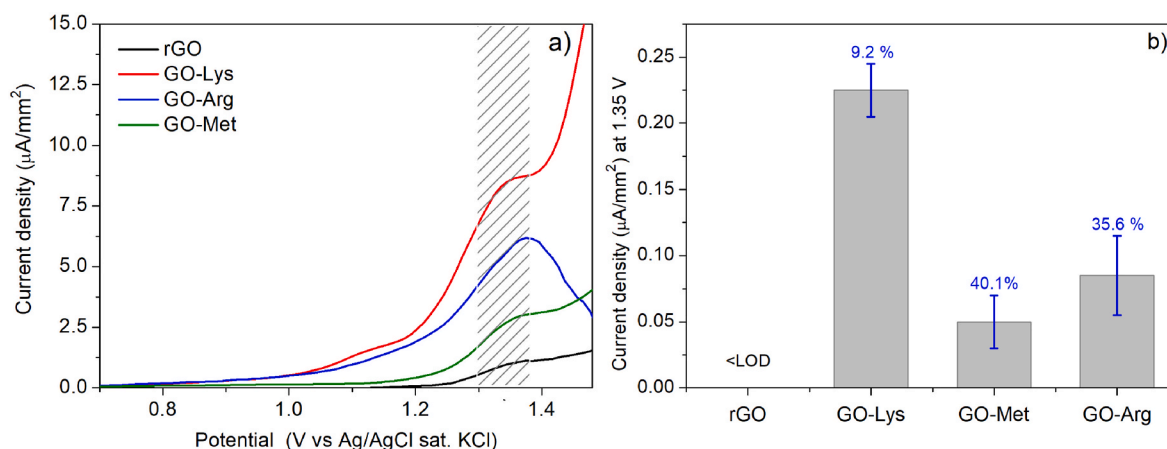 a)
rGO
GO-Lys
GO-Arg
GO-Met
Current density (μA/mm²)
15.0
12.5
10.0
7.5
5.0
2.5
0.0
0.8 1.0 1.2 1.4
Potential (V vs Ag/AgCl sat. KCl)
b)
Current density (μA/mm²) at 1.35 V
0.25
0.20
0.15
0.10
0.05
0.00
9.2 %
40.1%
35.6 %
<LOD
rGO GO-Lys GO-Met GO-Arg